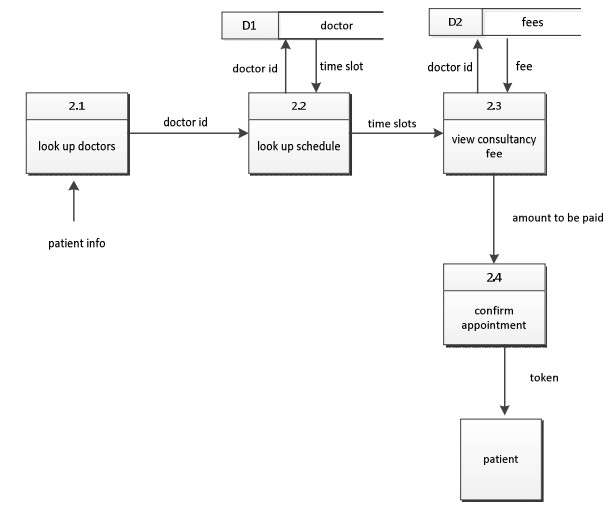 D1
doctor
D2
fees
doctor id
time slot
doctor id
fee
2.1
look up doctors
doctor id
2.2
look up schedule
time slots
2.3
view consultancy
fee
patient info
amount to be paid
2.4
confirm
appointment
token
patient